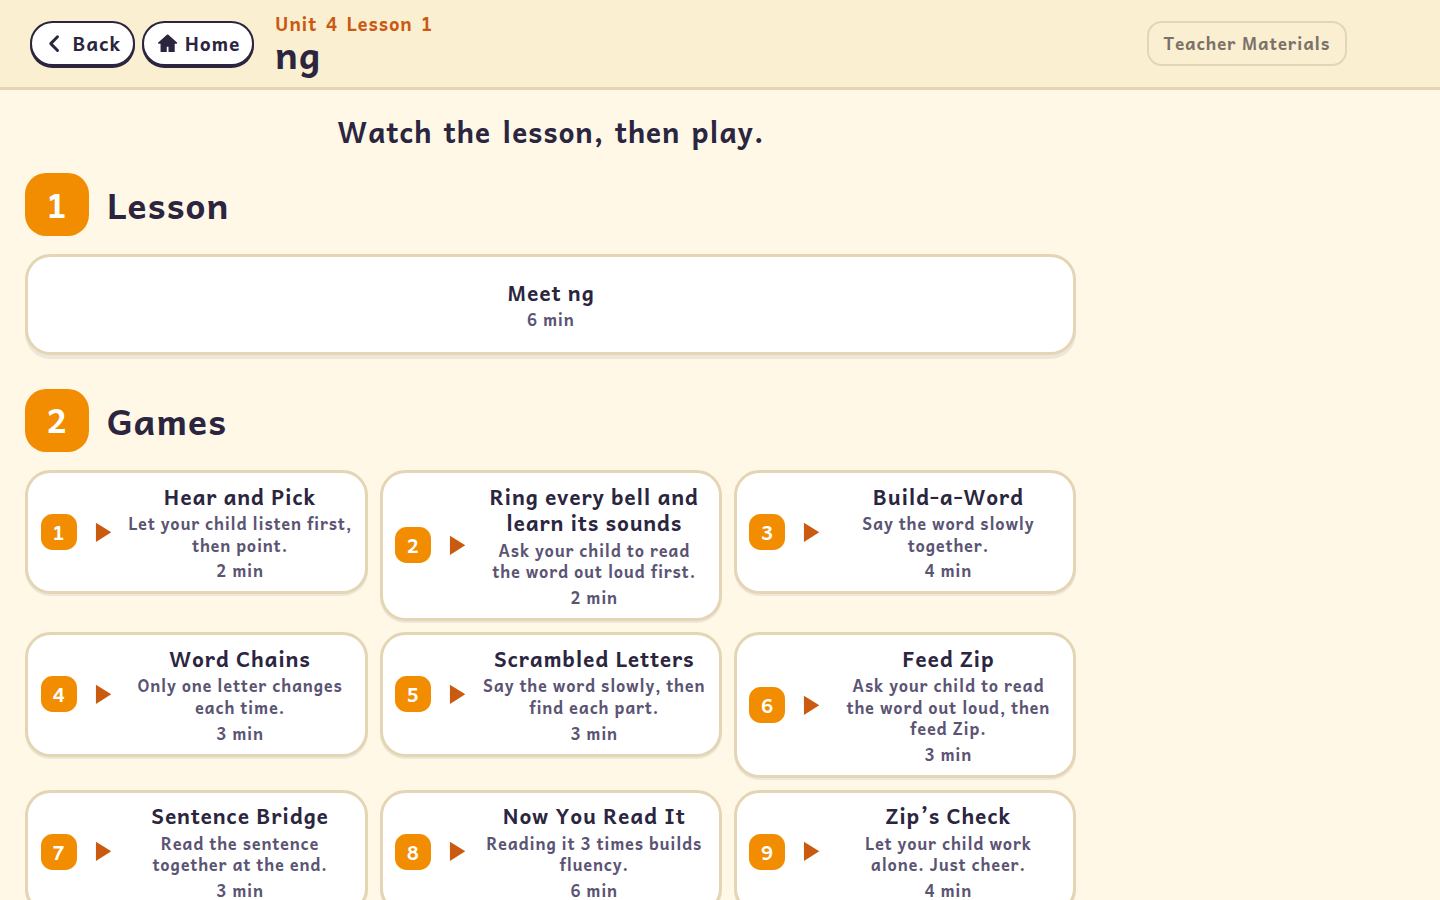 Back
Home
Unit 4 Lesson 1
ng
Teacher Materials
Watch the lesson, then play.
1
Lesson
Meet ng
6 min
2
Games
1
Hear and Pick
Let your child listen first,
then point.
2 min
2
Ring every bell and
learn its sounds
Ask your child to read
the word out loud first.
2 min
3
Build-a-Word
Say the word slowly
together.
4 min
4
Word Chains
Only one letter changes
each time.
3 min
5
Scrambled Letters
Say the word slowly, then
find each part.
3 min
6
Feed Zip
Ask your child to read
the word out loud, then
feed Zip.
3 min
7
Sentence Bridge
Read the sentence
together at the end.
3 min
8
Now You Read It
Reading it 3 times builds
fluency.
6 min
9
Zip’s Check
Let your child work
alone. Just cheer.
4 min